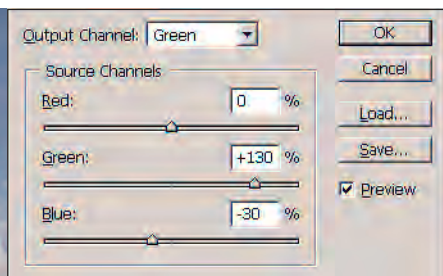 Output Channel: Green
OK
Source Channels
Cancel
Red: 0 %
Load...
Green: +130 %
Save...
Preview
Blue: -30 %